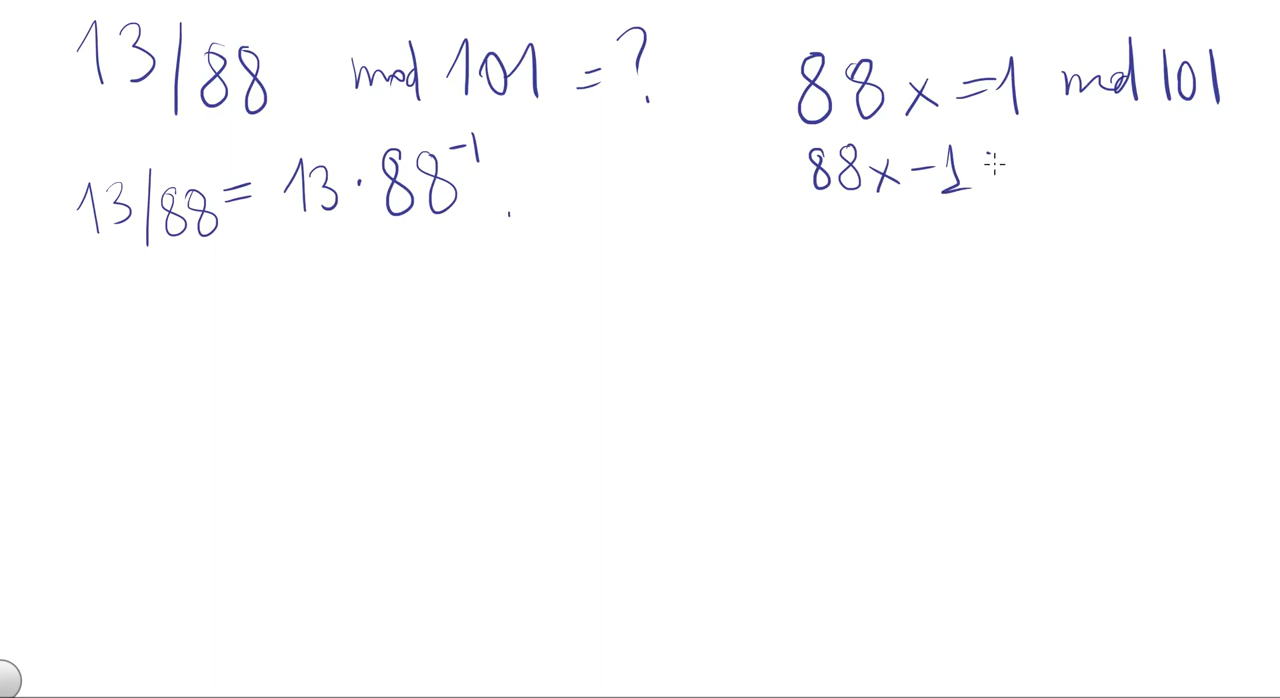 13/88 mod 101 = ?
13/88 = 13 · 88⁻¹ .
88x = 1 mod 101
88x - 1